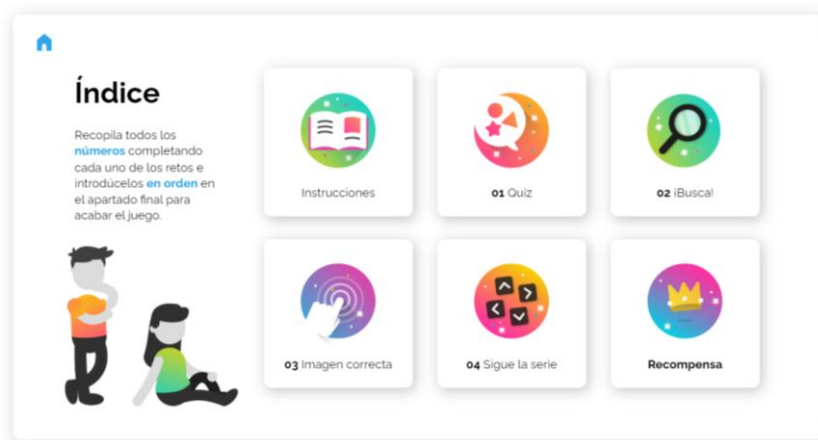 Índice
Recopila todos los
números completando
cada uno de los retos e
introdúcelos en orden en
el apartado final para
acabar el juego.
Instrucciones
01 Quiz
02 ¡Busca!
03 Imagen correcta
04 Sigue la serie
Recompensa